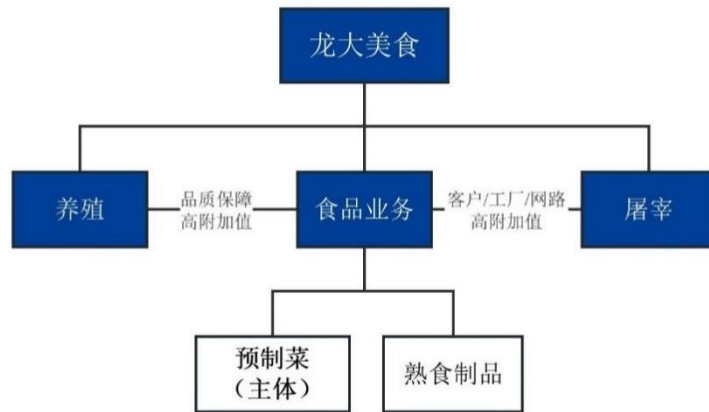 龙大美食
养殖
品质保障
高附加值
食品业务
客户/工厂/网路
高附加值
屠宰
预制菜
（主体）
熟食制品